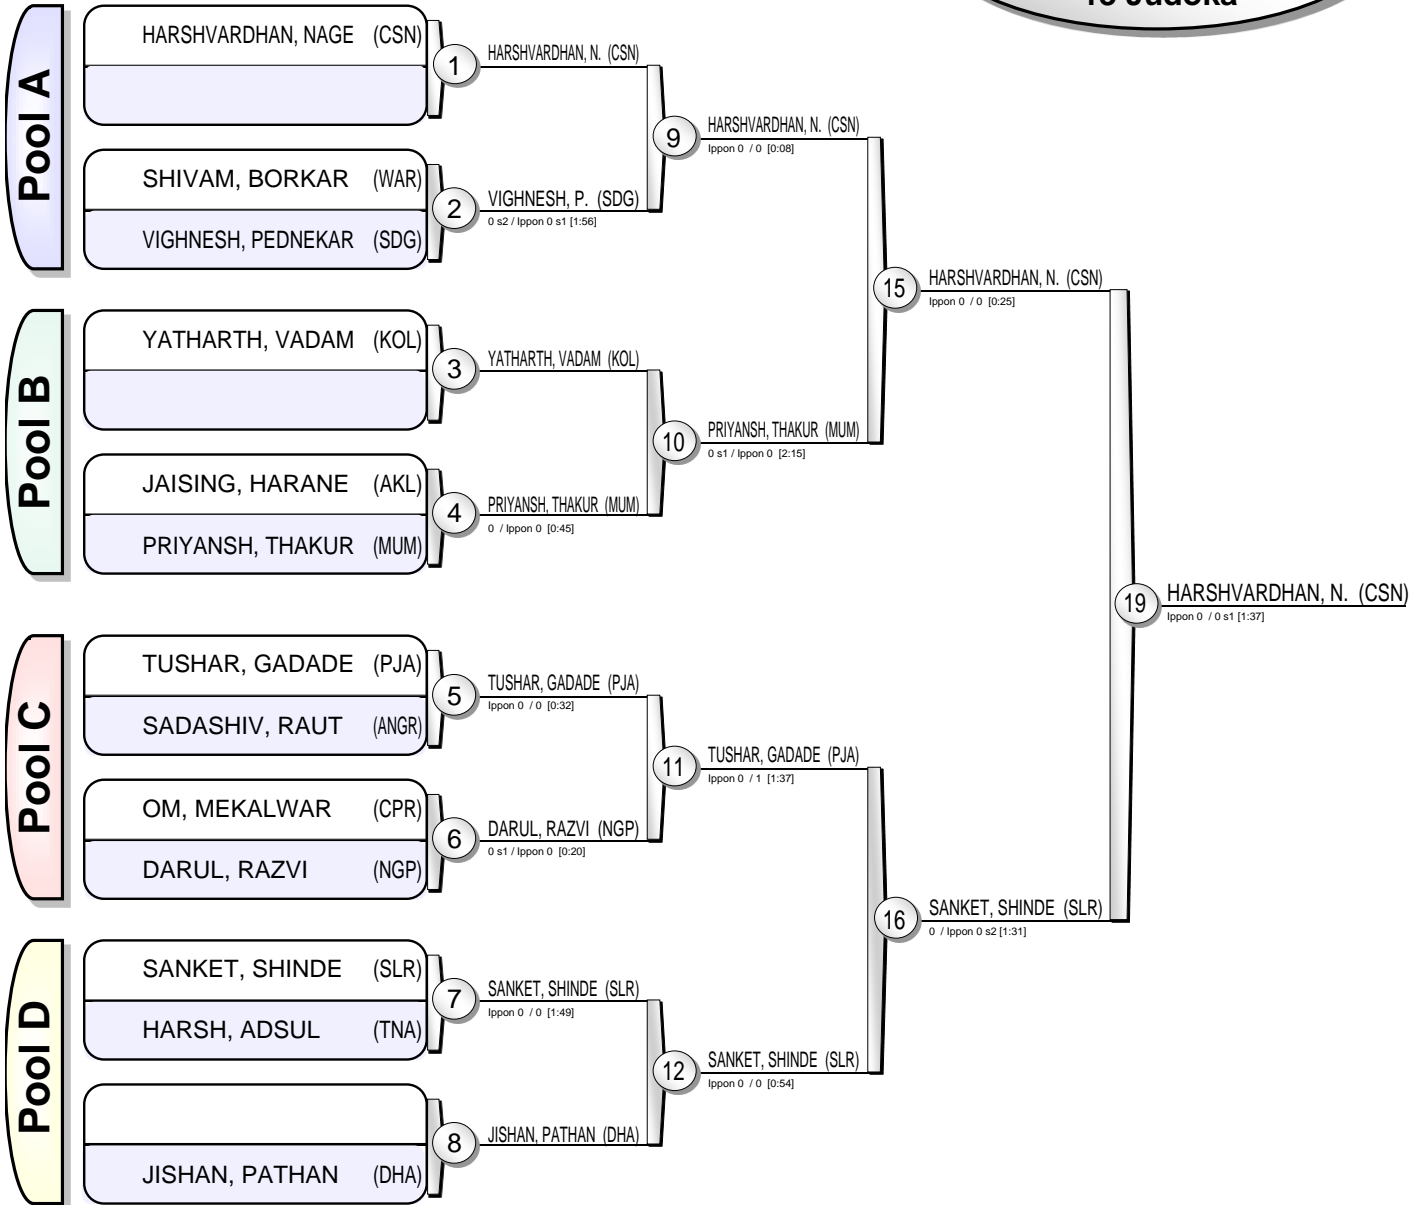 Pool A
HARSHVARDHAN, NAGE (CSN)
SHIVAM, BORKAR (WAR)
VIGHNESH, PEDNEKAR (SDG)
1
HARSHVARDHAN, N. (CSN)
2
VIGHNESH, P. (SDG)
0 s2 / Ippon 0 s1 [1:56]
9
HARSHVARDHAN, N. (CSN)
Ippon 0 / 0 [0:08]
Pool B
YATHARTH, VADAM (KOL)
JAISING, HARANE (AKL)
PRIYANSH, THAKUR (MUM)
3
YATHARTH, VADAM (KOL)
4
PRIYANSH, THAKUR (MUM)
0 / Ippon 0 [0:45]
10
PRIYANSH, THAKUR (MUM)
0 s1 / Ippon 0 [2:15]
15
HARSHVARDHAN, N. (CSN)
Ippon 0 / 0 [0:25]
Pool C
TUSHAR, GADADE (PJA)
SADASHIV, RAUT (ANGR)
OM, MEKALWAR (CPR)
DARUL, RAZVI (NGP)
5
TUSHAR, GADADE (PJA)
Ippon 0 / 0 [0:32]
6
DARUL, RAZVI (NGP)
0 s1 / Ippon 0 [0:20]
11
TUSHAR, GADADE (PJA)
Ippon 0 / 1 [1:37]
Pool D
SANKET, SHINDE (SLR)
HARSH, ADSUL (TNA)
JISHAN, PATHAN (DHA)
7
SANKET, SHINDE (SLR)
Ippon 0 / 0 [1:49]
8
JISHAN, PATHAN (DHA)
12
SANKET, SHINDE (SLR)
Ippon 0 / 0 [0:54]
16
SANKET, SHINDE (SLR)
0 / Ippon 0 s2 [1:31]
19
HARSHVARDHAN, N. (CSN)
Ippon 0 / 0 s1 [1:37]
Judoka